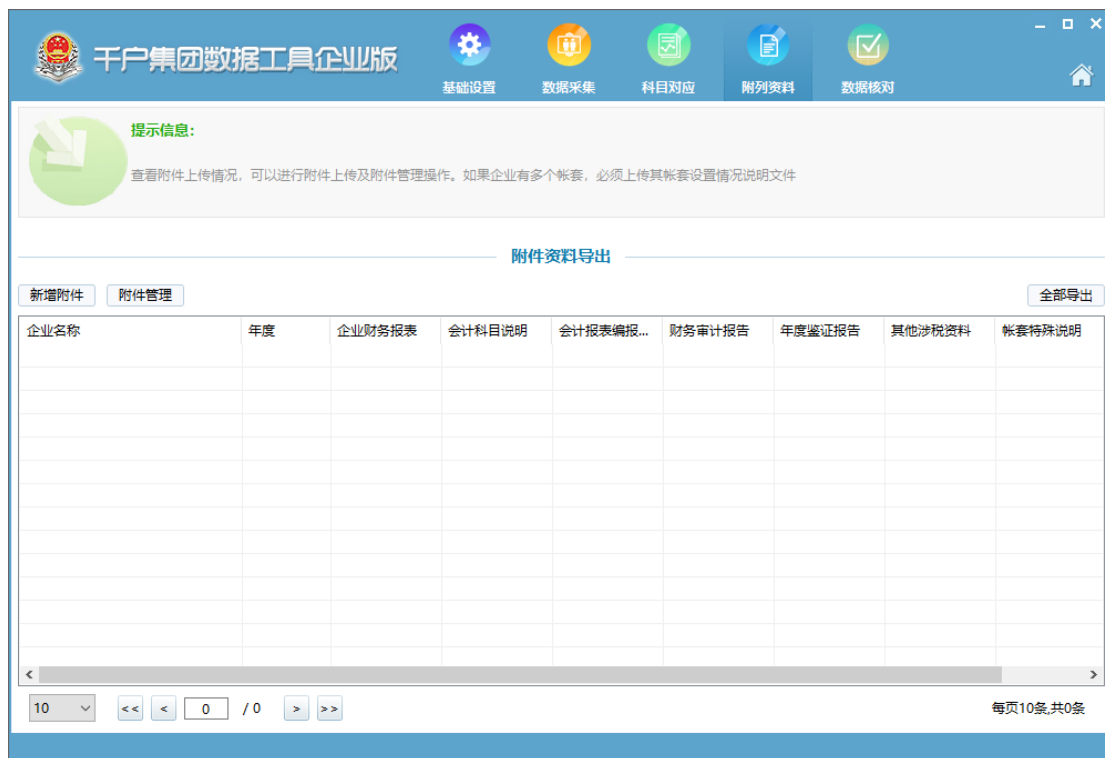 千户集团数据工具企业版
基础设置 数据采集 科目对应 附列资料 数据核对
提示信息：
查看附件上传情况，可以进行附件上传及附件管理操作。如果企业有多个帐套，必须上传其帐套设置情况说明文件
附件资料导出
新增附件 附件管理 全部导出
企业名称 年度 企业财务报表 会计科目说明 会计报表编报... 财务审计报告 年度鉴证报告 其他涉税资料 帐套特殊说明
10 << < 0 / 0 > >> 每页10条,共0条